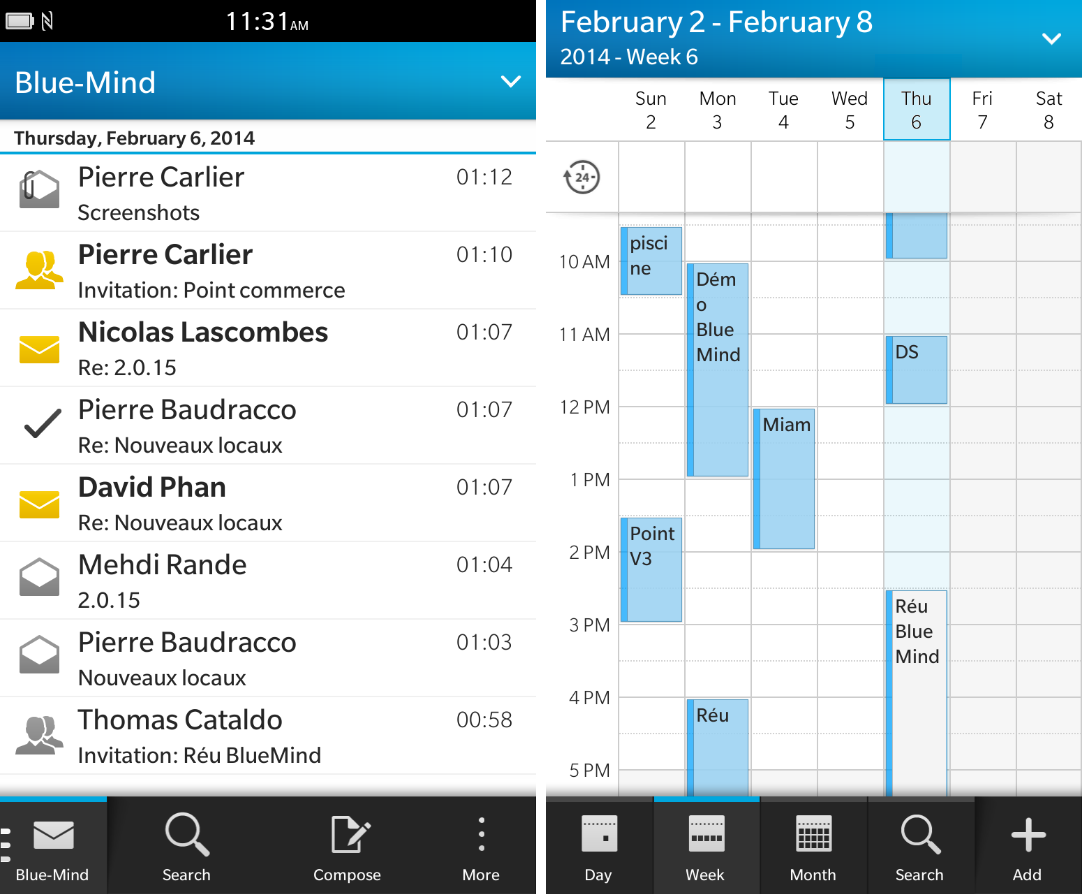 11:31AM
Blue-Mind
Thursday, February 6, 2014
Pierre Carlier 01:12
Screenshots
Pierre Carlier 01:10
Invitation: Point commerce
Nicolas Lascombes 01:07
Re: 2.0.15
Pierre Baudracco 01:07
Re: Nouveaux locaux
David Phan 01:07
Re: Nouveaux locaux
Mehdi Rande 01:04
2.0.15
Pierre Baudracco 01:03
Nouveaux locaux
Thomas Cataldo 00:58
Invitation: Réu BlueMind
Blue-Mind Search Compose More
February 2 - February 8
2014 - Week 6
Sun Mon Tue Wed Thu Fri Sat
2 3 4 5 6 7 8
24
10 AM
11 AM
12 PM
1 PM
2 PM
3 PM
4 PM
5 PM
pisci
ne
Point
V3
Dém
o
Blue
Mind
Réu
Miam
DS
Réu
Blue
Mind
Day Week Month Search Add